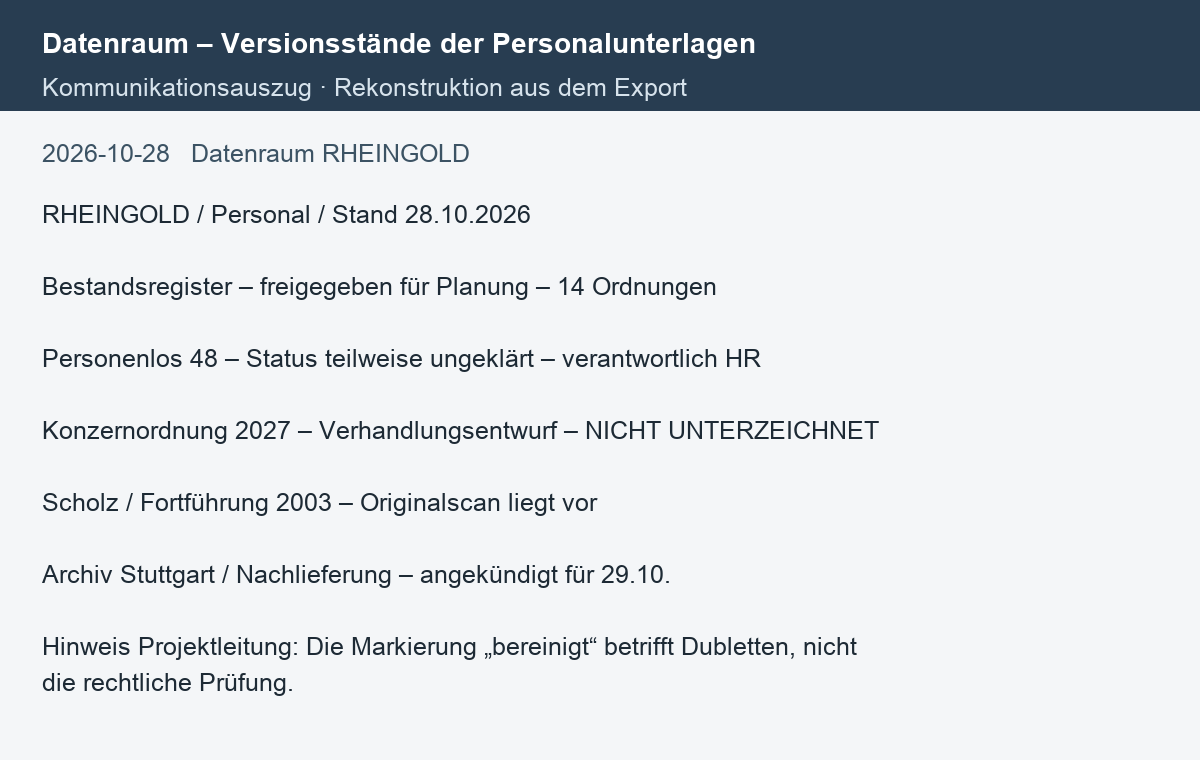 Datenraum – Versionsstände der Personalunterlagen
Kommunikationsauszug · Rekonstruktion aus dem Export
2026-10-28   Datenraum RHEINGOLD
RHEINGOLD / Personal / Stand 28.10.2026
Bestandsregister – freigegeben für Planung – 14 Ordnungen
Personenlos 48 – Status teilweise ungeklärt – verantwortlich HR
Konzernordnung 2027 – Verhandlungsentwurf – NICHT UNTERZEICHNET
Scholz / Fortführung 2003 – Originalscan liegt vor
Archiv Stuttgart / Nachlieferung – angekündigt für 29.10.
Hinweis Projektleitung: Die Markierung „bereinigt“ betrifft Dubletten, nicht
die rechtliche Prüfung.